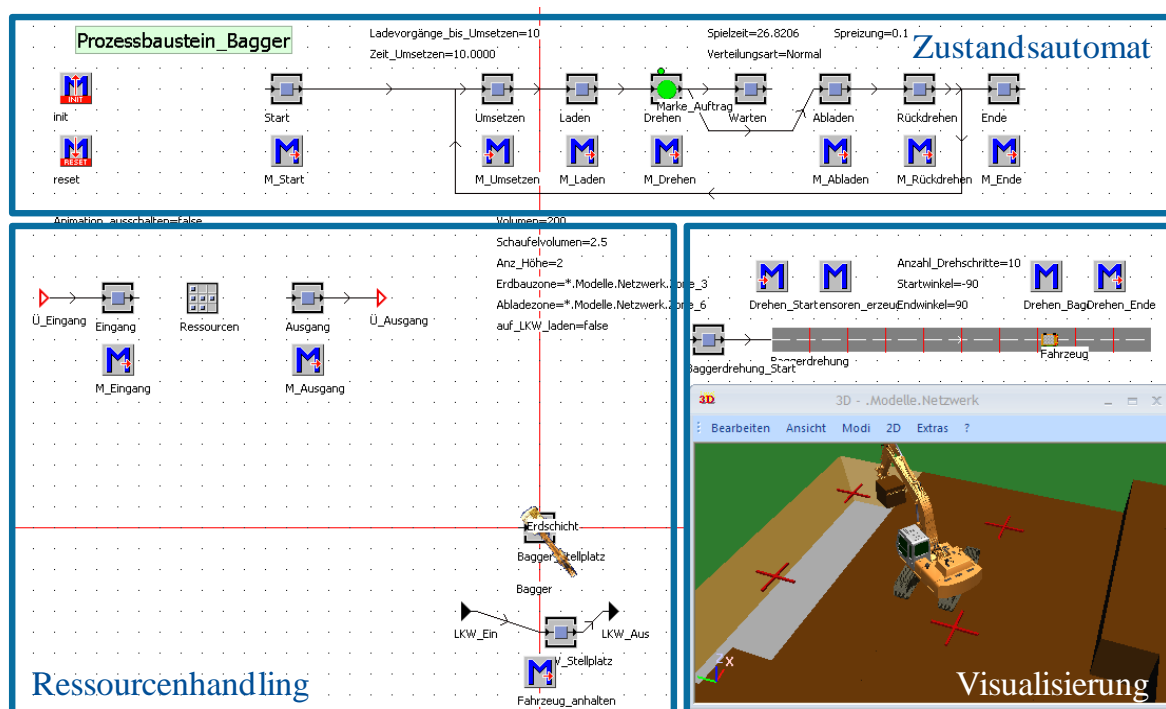 Prozessbaustein_Bagger
Ladevorgänge_bis_Umsetzen=10
Zeit_Umsetzen=10.0000
Spielzeit=26.8206
Spreizung=0.1
Verteilungsart=Normal
Zustandsautomat
INIT
init
Start
Umsetzen
Laden
Drehen
Marke_Auftrag
Warten
Abladen
Rückdrehen
Ende
RESET
reset
M_Start
M_Umsetzen
M_Laden
M_Drehen
M_Abladen
M_Rückdrehen
M_Ende
Animation_ausschalten=false
Volumen=200
Schaufelvolumen=2.5
Anz_Höhe=2
Erdbauzone=*.Modelle.Netzwerk.Zone_3
Abladezone=*.Modelle.Netzwerk.Zone_6
auf_LKW_laden=false
Ü_Eingang
Eingang
Ressourcen
Ausgang
Ü_Ausgang
M_Eingang
M_Ausgang
Erdschicht
Bagger
LKW_Ein
LKW_Aus
Fahrzeug_anhalten
Ressourcenhandling
Anzahl_Drehschritte=10
Startwinkel=-90
Endwinkel=90
Drehen_Ende
Fahrzeug
Baggerdrehung
Baggerdrehung_Start
3D
3D - .Modelle.Netzwerk
Bearbeiten Ansicht Modi 2D Extras ?
Z X
Visualisierung